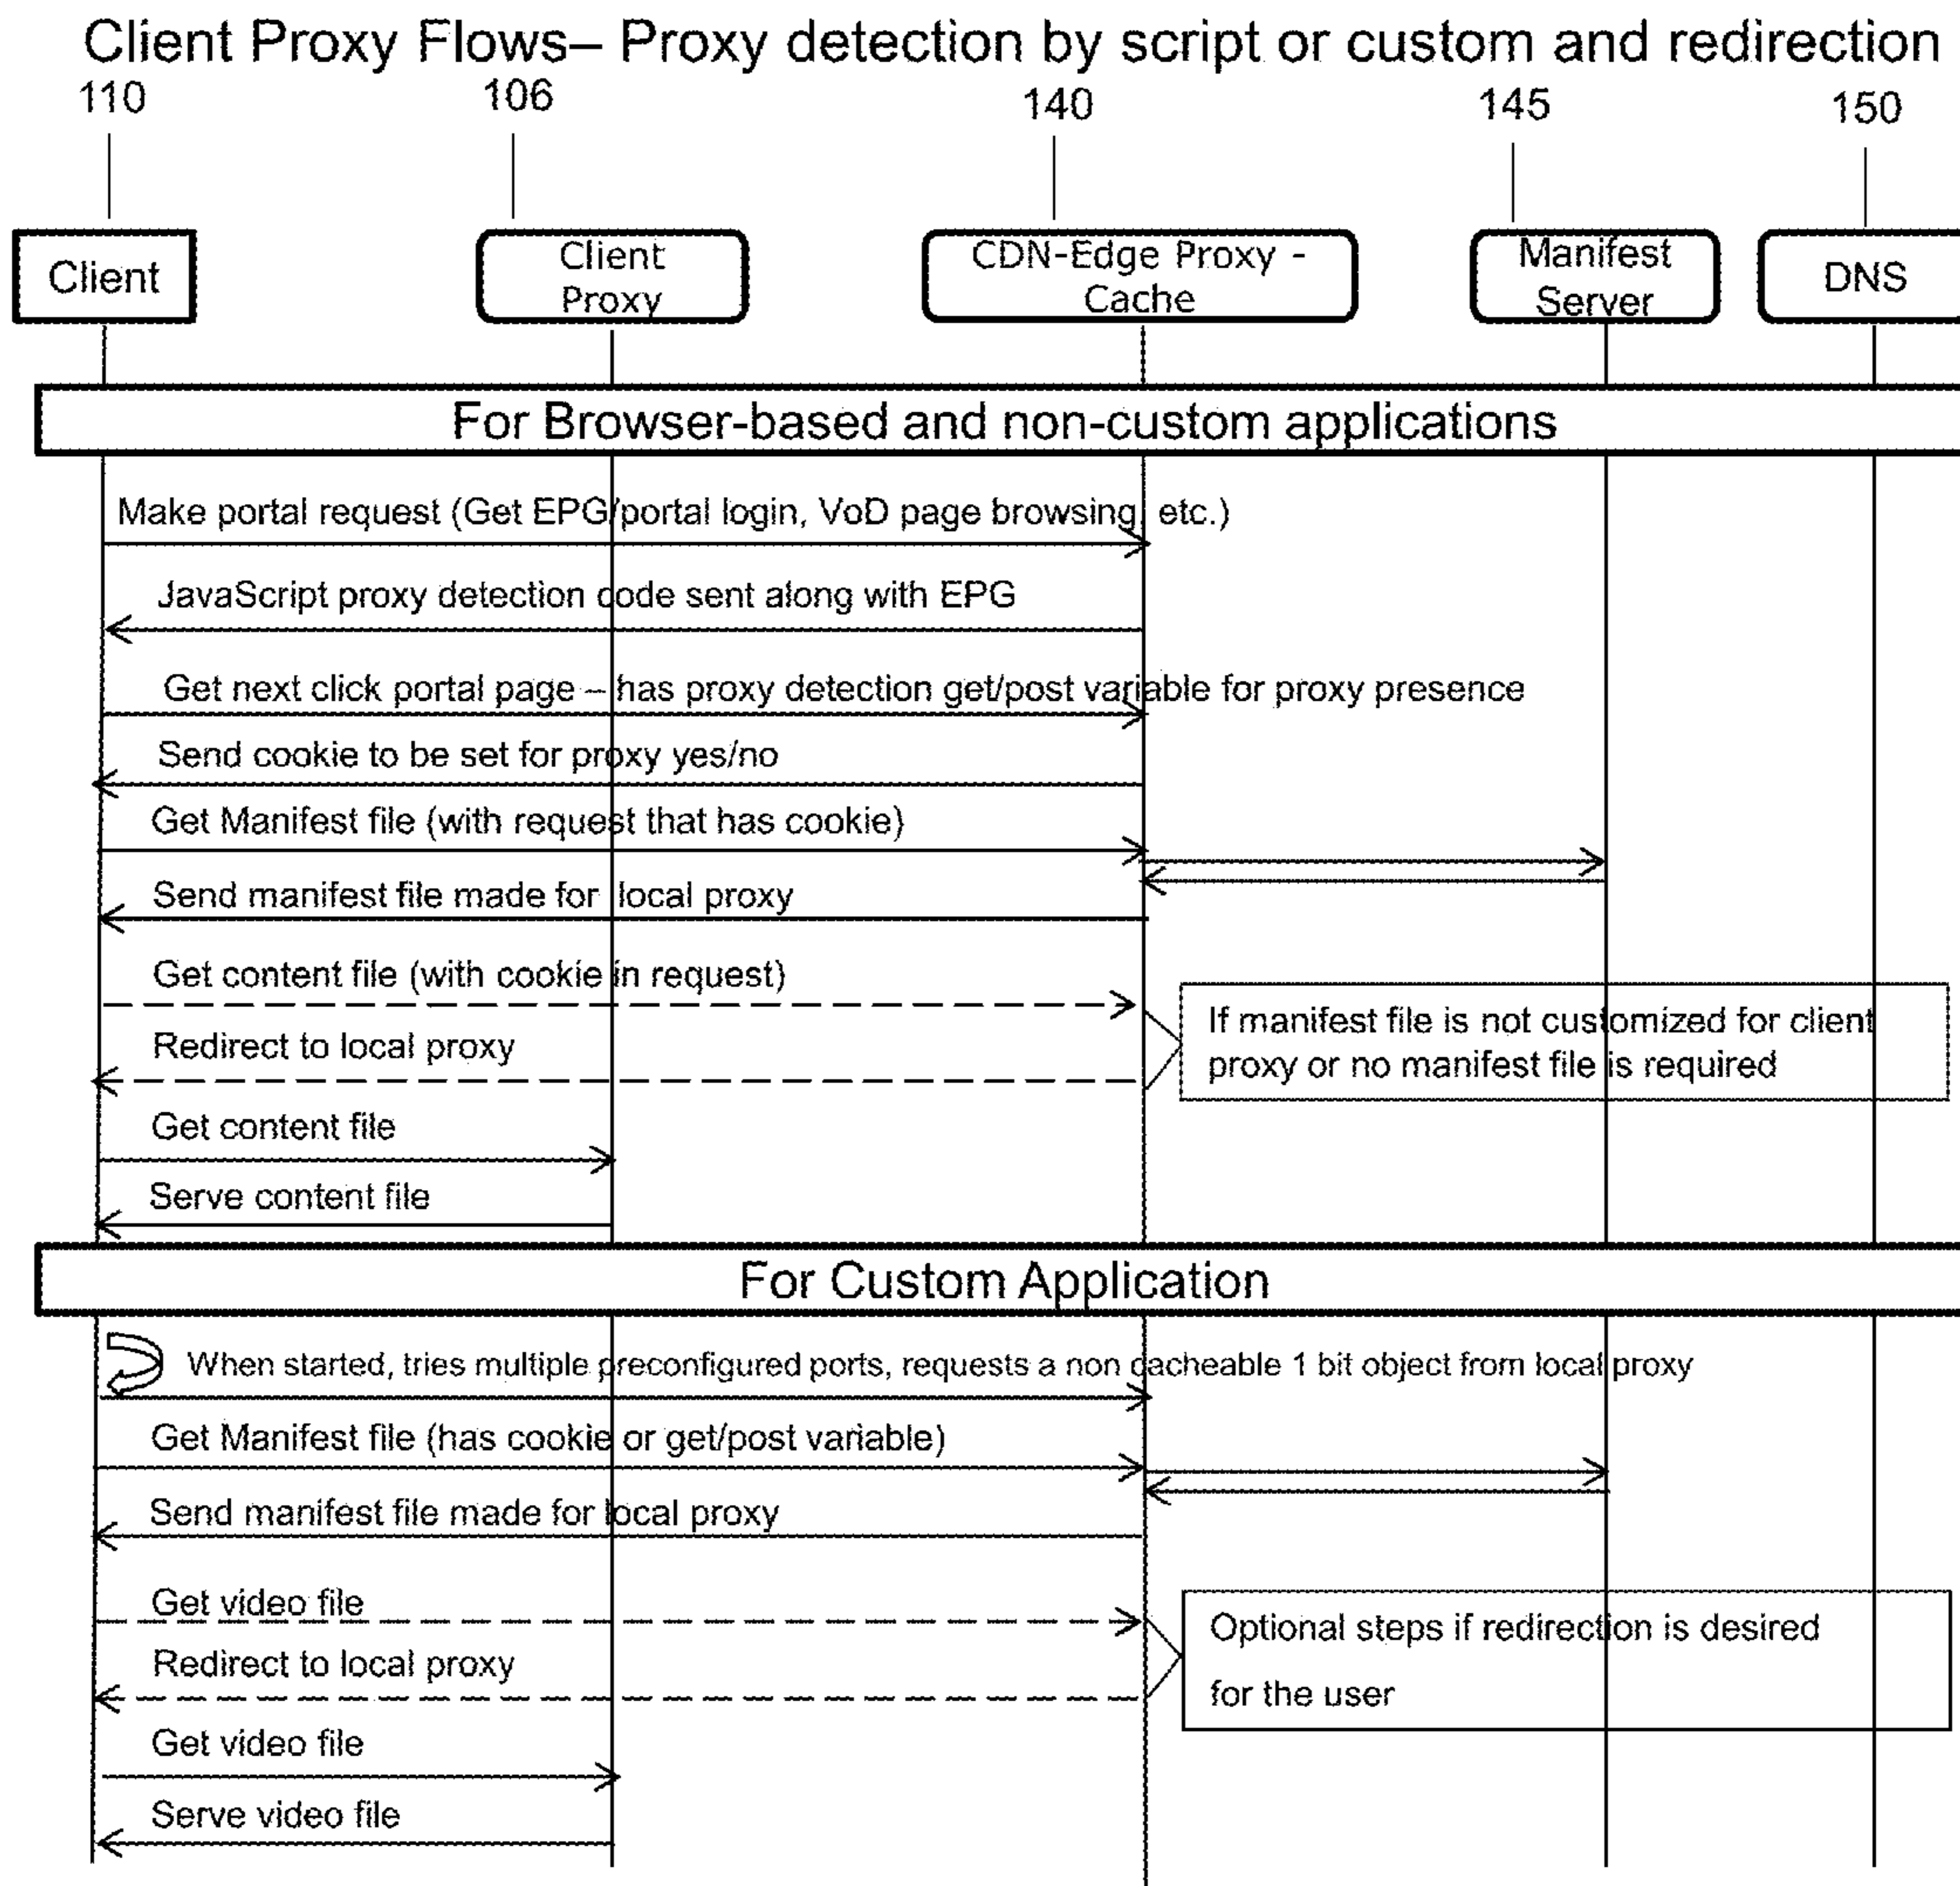 Client Proxy Flows– Proxy detection by script or custom and redirection
110
106
140
145
150
Client
Client
Proxy
CDN-Edge Proxy -
Cache
Manifest
Server
DNS
For Browser-based and non-custom applications
Make portal request (Get EPG/portal login, VoD page browsing, etc.)
JavaScript proxy detection code sent along with EPG
Get next click portal page – has proxy detection get/post variable for proxy presence
Send cookie to be set for proxy yes/no
Get Manifest file (with request that has cookie)
Send manifest file made for local proxy
Get content file (with cookie in request)
If manifest file is not customized for client
proxy or no manifest file is required
Redirect to local proxy
Get content file
Serve content file
For Custom Application
When started, tries multiple preconfigured ports, requests a non cacheable 1 bit object from local proxy
Get Manifest file (has cookie or get/post variable)
Send manifest file made for local proxy
Get video file
Optional steps if redirection is desired
for the user
Redirect to local proxy
Get video file
Serve video file